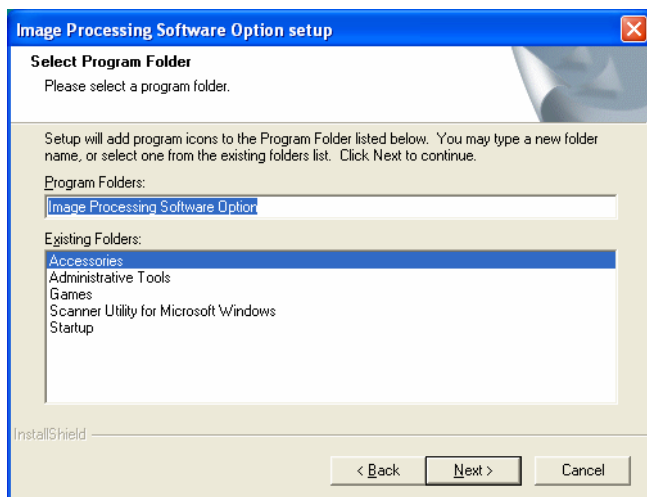 Image Processing Software Option setup
Select Program Folder
Please select a program folder.
Setup will add program icons to the Program Folder listed below. You may type a new folder
name, or select one from the existing folders list. Click Next to continue.
Program Folders:
Image Processing Software Option
Existing Folders:
Accessories
Administrative Tools
Games
Scanner Utility for Microsoft Windows
Startup
InstallShield
< Back Next > Cancel